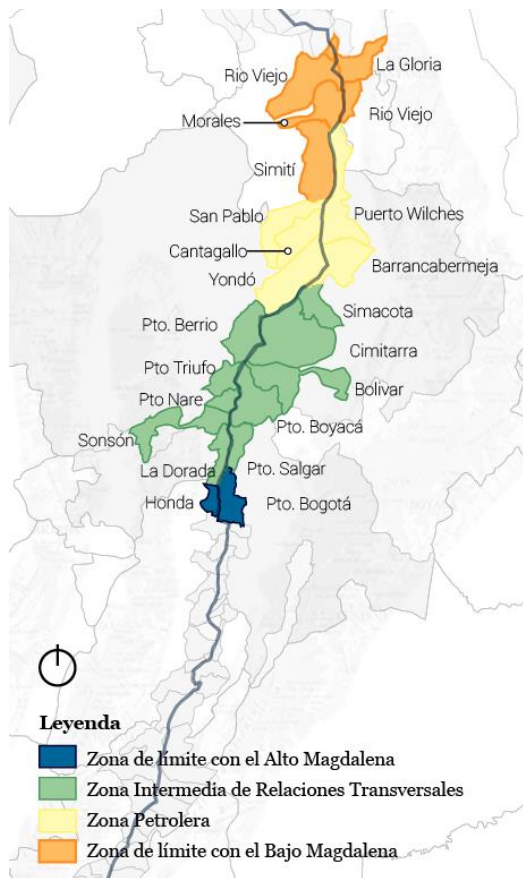 La Gloria
Rio Viejo
Rio Viejo
Morales
Simití
San Pablo
Puerto Wilches
Cantagallo
Barrancabermeja
Yondó
Simacota
Pto. Berrio
Cimitarra
Pto Triufo
Bolivar
Pto Nare
Pto. Boyacá
Sonsón
La Dorada
Pto. Salgar
Honda
Pto. Bogotá
Leyenda
Zona de límite con el Alto Magdalena
Zona Intermedia de Relaciones Transversales
Zona Petrolera
Zona de límite con el Bajo Magdalena